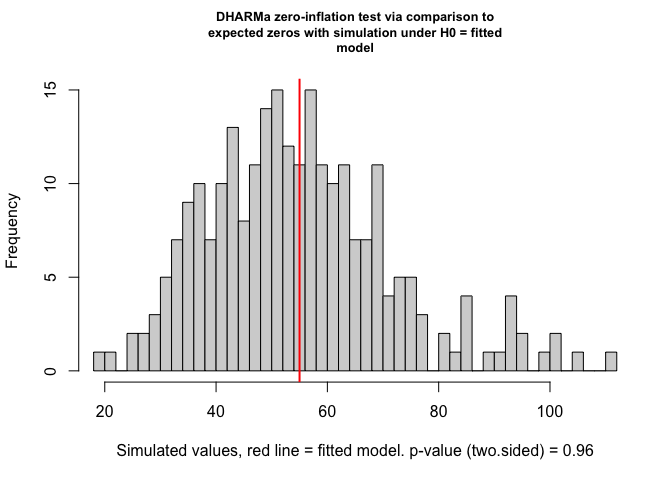 DHARMa zero-inflation test via comparison to
expected zeros with simulation under H0 = fitted
model
15
10
5
0
Frequency
20 40 60 80 100
Simulated values, red line = fitted model. p-value (two.sided) = 0.96